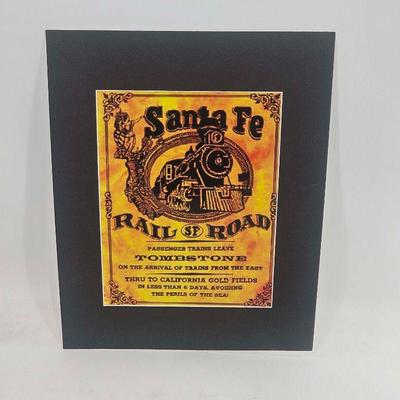 Santa Fe
RAIL SF ROAD
PASSENGER TRAINS LEAVE
TOMBSTONE
ON THE ARRIVAL OF TRAINS FROM THE EAST
THRU TO CALIFORNIA GOLD FIELDS
IN LESS THAN 6 DAYS, AVOIDING
THE PERILS OF THE SEA!